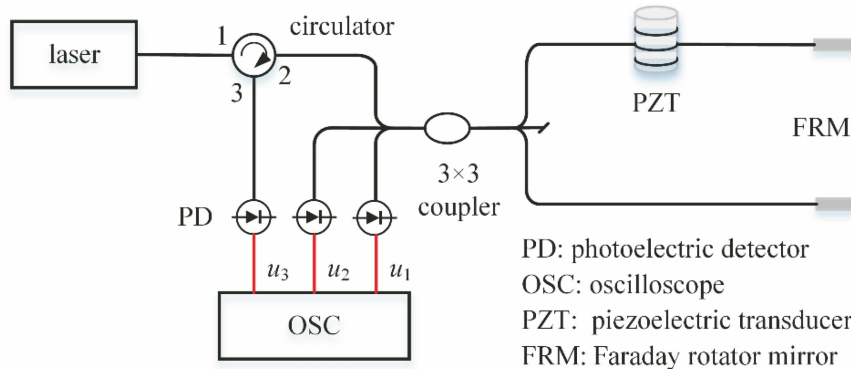 laser
1
2
3
circulator
PZT
FRM
3×3
coupler
PD
u3
u2
u1
OSC
PD: photoelectric detector
OSC: oscilloscope
PZT: piezoelectric transducer
FRM: Faraday rotator mirror